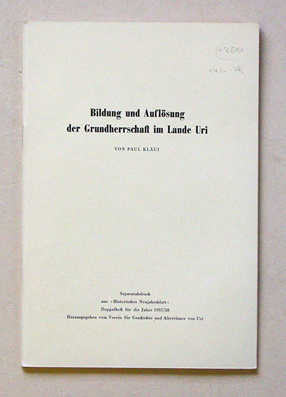 Bildung und Auflösung
der Grundherrschaft im Lande Uri
VON PAUL KLÄUI
Separatabdruck
aus «Historisches Neujahrsblatt»
Doppelheft für die Jahre 1957/58
Herausgegeben vom Verein für Geschichte und Altertümer von Uri